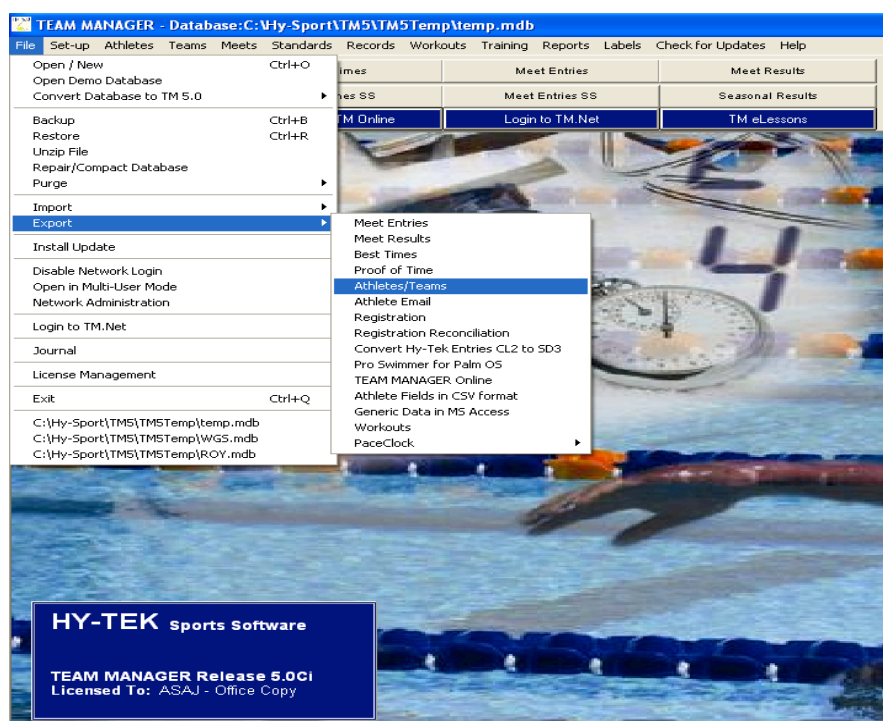 TEAM MANAGER - Database:C:\Hy-Sport\TM5\TM5Temp\temp.mdb
File Set-up Athletes Teams Meets Standards Records Workouts Training Reports Labels Check for Updates Help
Open / New Ctrl+O
Open Demo Database
Convert Database to TM 5.0
Backup Ctrl+B
Restore Ctrl+R
Unzip File
Repair/Compact Database
Purge
Import
Export
Install Update
Disable Network Login
Open in Multi-User Mode
Network Administration
Login to TM.Net
Journal
License Management
Exit Ctrl+Q
C:\Hy-Sport\TM5\TM5Temp\temp.mdb
C:\Hy-Sport\TM5\TM5Temp\WGS.mdb
C:\Hy-Sport\TM5\TM5Temp\ROY.mdb
Meet Entries Meet Results
SS Meet Entries SS Seasonal Results
TM Online Login to TM.Net TM eLessons
Meet Entries
Meet Results
Best Times
Proof of Time
Athletes/Teams
Athlete Email
Registration
Registration Reconciliation
Convert Hy-Tek Entries CL2 to SD3
Pro Swimmer for Palm OS
TEAM MANAGER Online
Athlete Fields in CSV format
Generic Data in MS Access
Workouts
PaceClock
HY-TEK Sports Software
TEAM MANAGER Release 5.0Ci
Licensed To: ASAJ - Office Copy